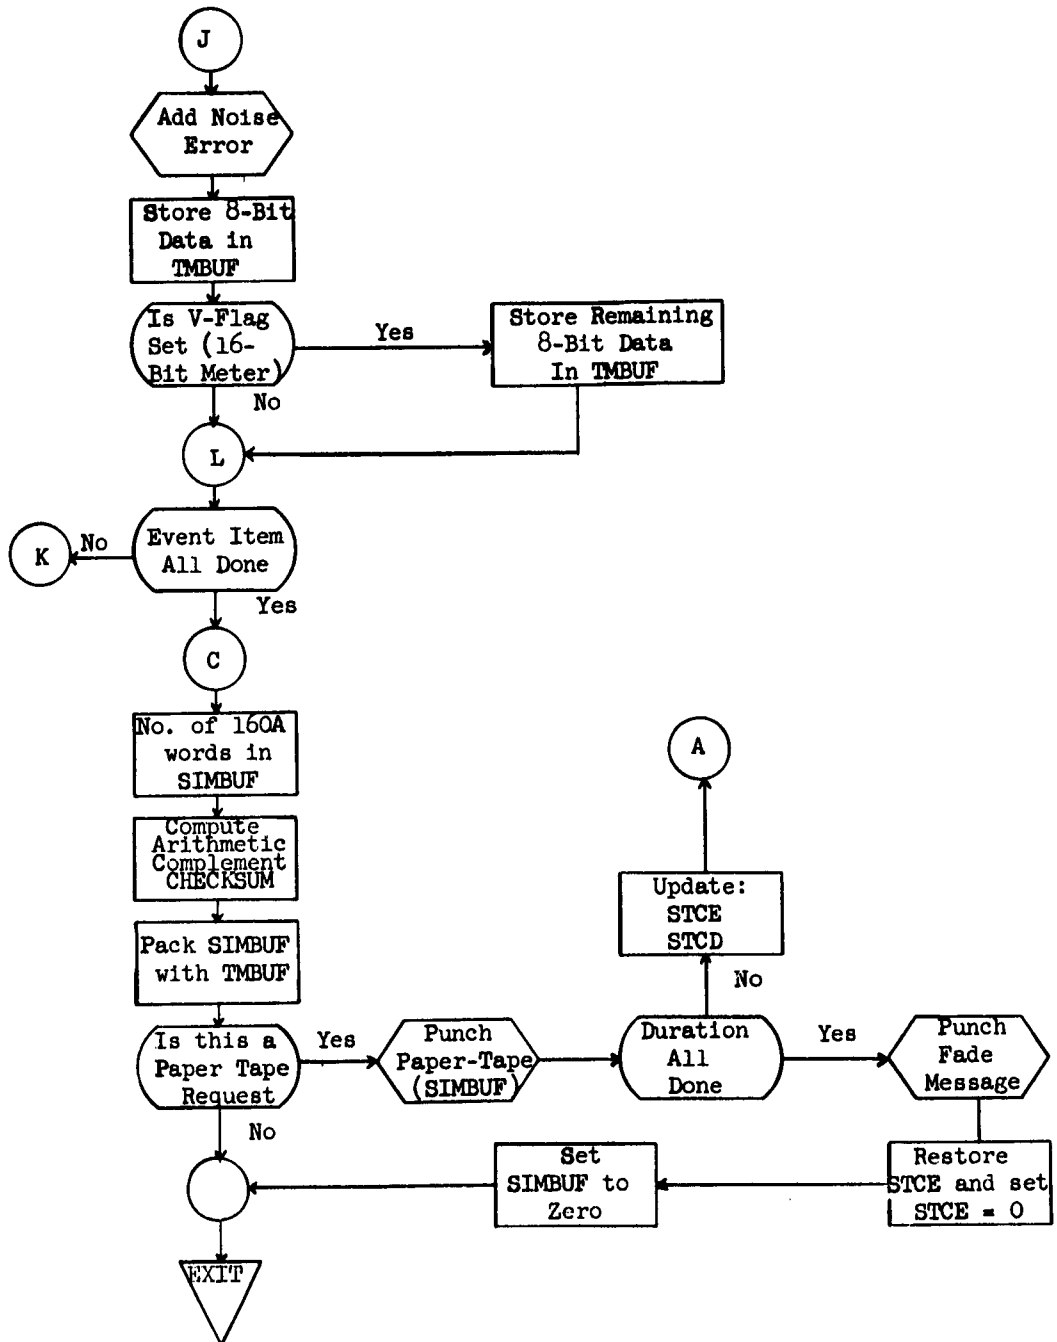 J
Add Noise
Error
Store 8-Bit
Data in
TMBUF
Is V-Flag
Set (16-
Bit Meter)
Yes
Store Remaining
8-Bit Data
In TMBUF
No
L
Event Item
All Done
No
K
Yes
C
No. of 160A
words in
SIMBUF
Compute
Arithmetic
Complement
CHECKSUM
Pack SIMBUF
with TMBUF
Is this a
Paper Tape
Request
Yes
Punch
Paper-Tape
(SIMBUF)
Duration
All
Done
No
Update:
STCE
STCD
A
Yes
Punch
Fade
Message
Restore
STCE and set
STCE = 0
Set
SIMBUF to
Zero
No
EXIT